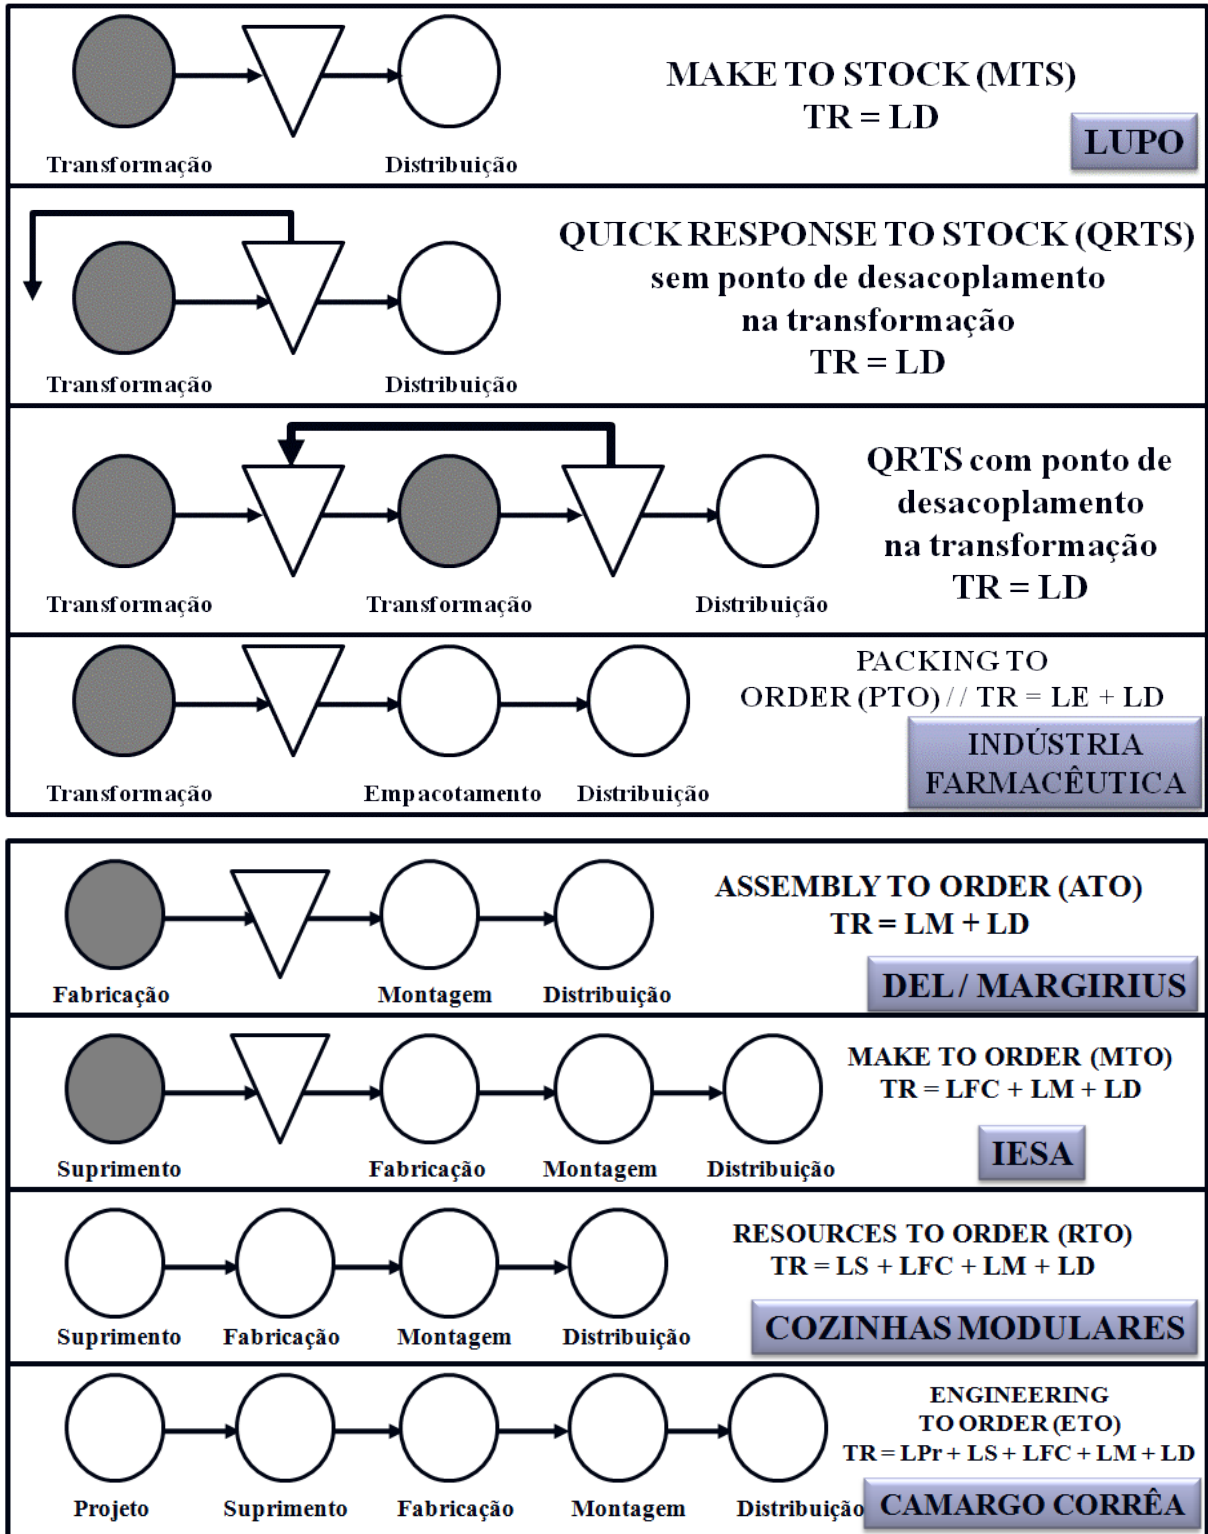 MAKE TO STOCK (MTS)
TR = LD
LUPO
Transformação
Distribuição
QUICK RESPONSE TO STOCK (QRTS)
sem ponto de desacoplamento
na transformação
TR = LD
Transformação
Distribuição
QRTS com ponto de
desacoplamento
na transformação
TR = LD
Transformação
Transformação
Distribuição
PACKING TO
ORDER (PTO) // TR = LE + LD
INDÚSTRIA
FARMACÊUTICA
Transformação
Empacotamento
Distribuição
ASSEMBLY TO ORDER (ATO)
TR = LM + LD
DEL / MARGIRIUS
Fabricação
Montagem
Distribuição
MAKE TO ORDER (MTO)
TR = LFC + LM + LD
IESA
Suprimento
Fabricação
Montagem
Distribuição
RESOURCES TO ORDER (RTO)
TR = LS + LFC + LM + LD
COZINHAS MODULARES
Suprimento
Fabricação
Montagem
Distribuição
ENGINEERING
TO ORDER (ETO)
TR = LPr + LS + LFC + LM + LD
CAMARGO CORRÊA
Projeto
Suprimento
Fabricação
Montagem
Distribuição